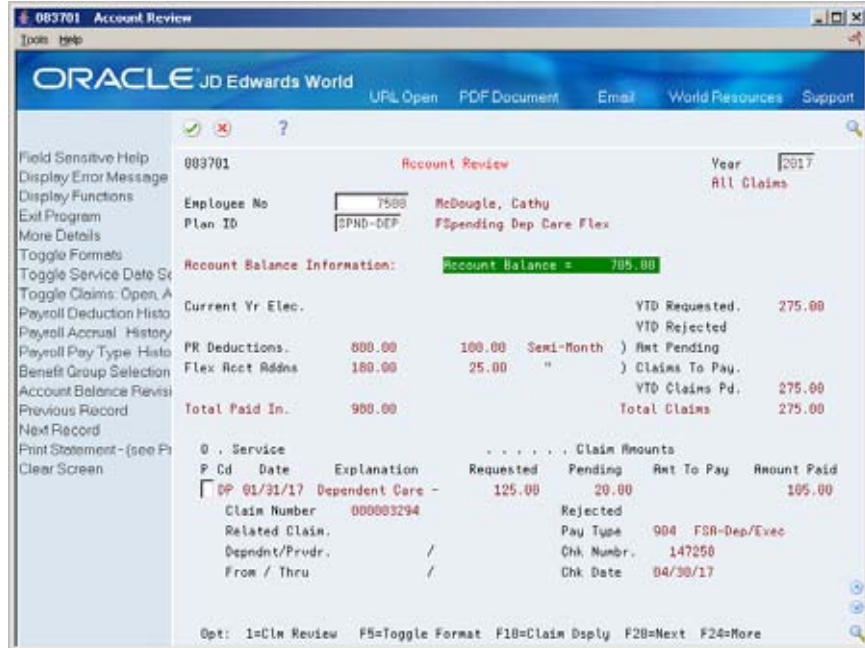 083701 Account Review
Tools Help
ORACLE JD Edwards World
URL Open PDF Document Email World Resources Support
?
Field Sensitive Help
Display Error Message
Display Functions
Exit Program
More Details
Toggle Formats
Toggle Service Date Se
Toggle Claims: Open, A
Payroll Deduction Histo
Payroll Accrual History
Payroll Pay Type Histo
Benefit Group Selection
Account Balance Revisi
Previous Record
Next Record
Print Statement - (see Pr
Clear Screen
083701 Account Review Year 2017
All Claims
Employee No 7500 McDougle, Cathy
Plan ID SPND-DEP FSpending Dep Care Flex
Account Balance Information: Account Balance = 705.00
Current Yr Elec. YTD Requested. 275.00
YTD Rejected
PR Deductions. 800.00 100.00 Semi-Month ) Amt Pending
Flex Acct Addns 180.00 25.00 " ) Claims To Pay.
YTD Claims Pd. 275.00
Total Paid In. 980.00 Total Claims 275.00
O . Service . . . . . . Claim Amounts
P Cd Date Explanation Requested Pending Amt To Pay Amount Paid
DP 01/31/17 Dependent Care - 125.00 20.00 105.00
Claim Number 000003294 Rejected
Related Claim. Pay Type 904 FSA-Dep/Exec
Depndnt/Prvdr. / Chk Numbr. 147250
From / Thru / Chk Date 04/30/17
Opt: 1=Clm Review F5=Toggle Format F10=Claim Dsply F20=Next F24=More